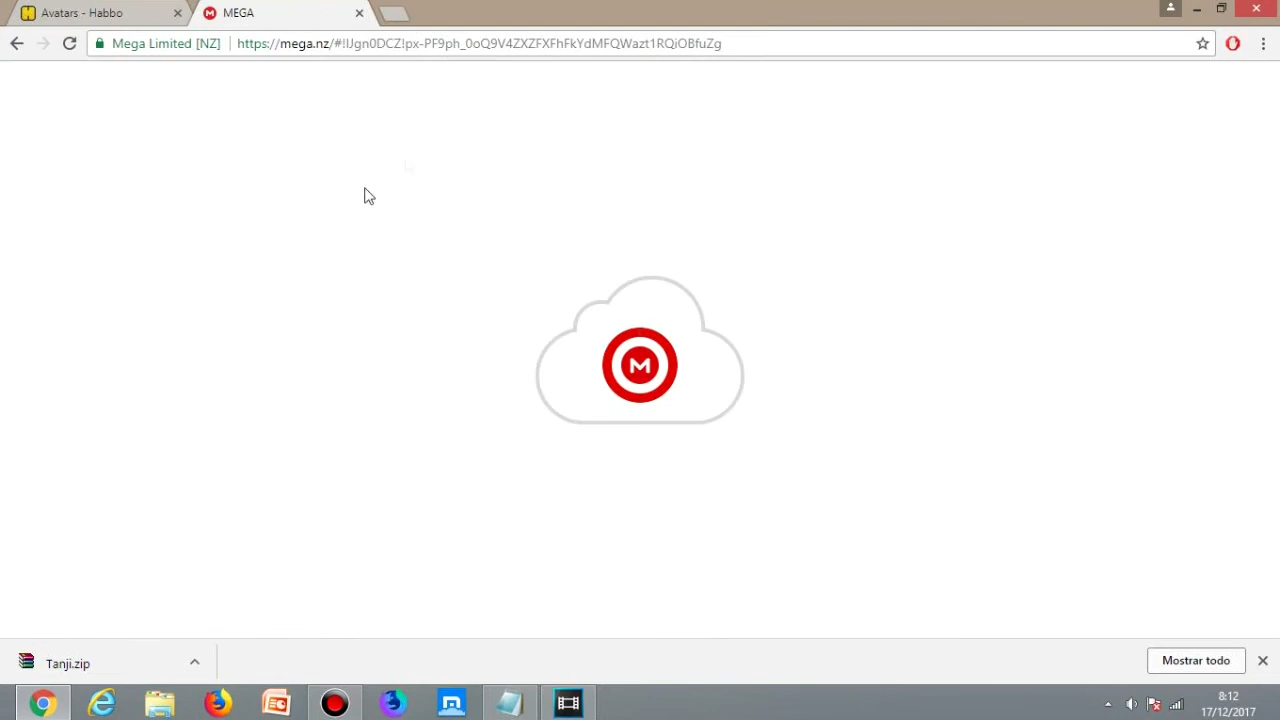 Avatars - Habbo
MEGA
Mega Limited [NZ]
https://mega.nz/#!Ugn0DCZ!px-PF9ph_0oQ9V4ZXZFXFhFkYdMFQWazt1RQiOBfuZg
M
Tanji.zip
Mostrar todo
8:12
17/12/2017